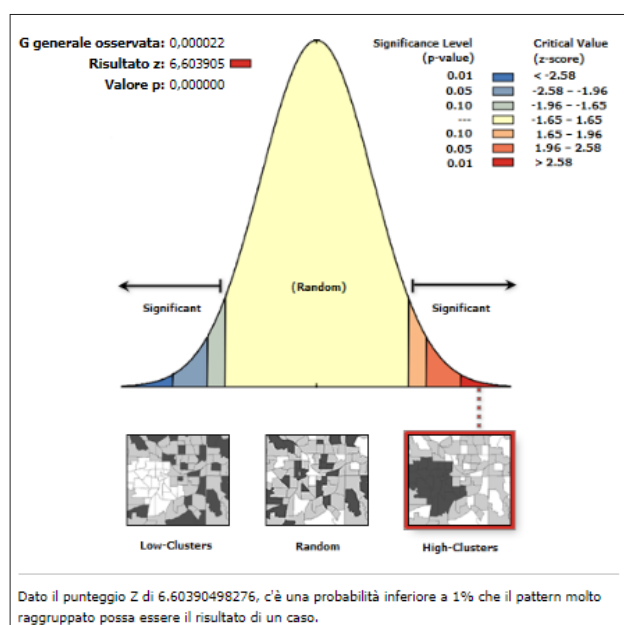 G generale osservata: 0,000022
Risultato z: 6,603905
Valore p: 0,000000
Significance Level
(p-value)
Critical Value
(z-score)
0.01 < -2.58
0.05 -2.58 – -1.96
0.10 -1.96 – -1.65
--- -1.65 – 1.65
0.10 1.65 – 1.96
0.05 1.96 – 2.58
0.01 > 2.58
(Random)
Significant
Significant
Low-Clusters
Random
High-Clusters
Dato il punteggio Z di 6.60390498276, c'è una probabilità inferiore a 1% che il pattern molto
raggruppato possa essere il risultato di un caso.